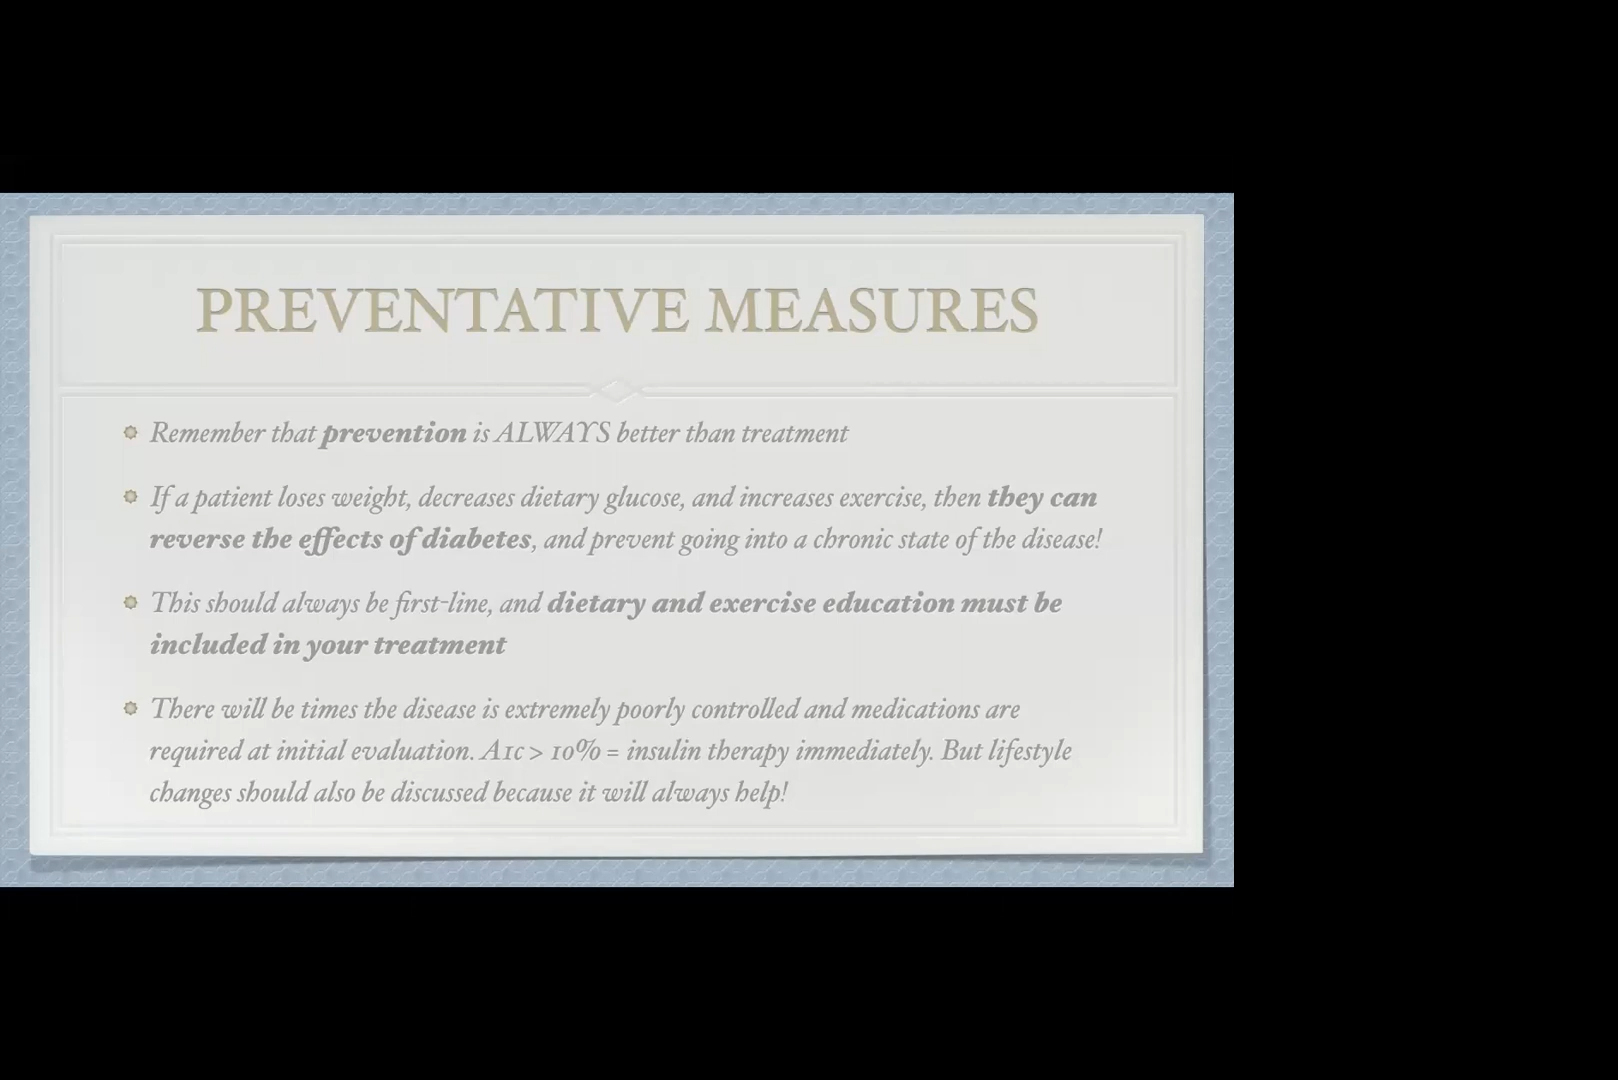 PREVENTATIVE MEASURES
Remember that prevention is ALWAYS better than treatment
If a patient loses weight, decreases dietary glucose, and increases exercise, then they can
reverse the effects of diabetes, and prevent going into a chronic state of the disease!
This should always be first-line, and dietary and exercise education must be
included in your treatment
There will be times the disease is extremely poorly controlled and medications are
required at initial evaluation. A1c > 10% = insulin therapy immediately. But lifestyle
changes should also be discussed because it will always help!